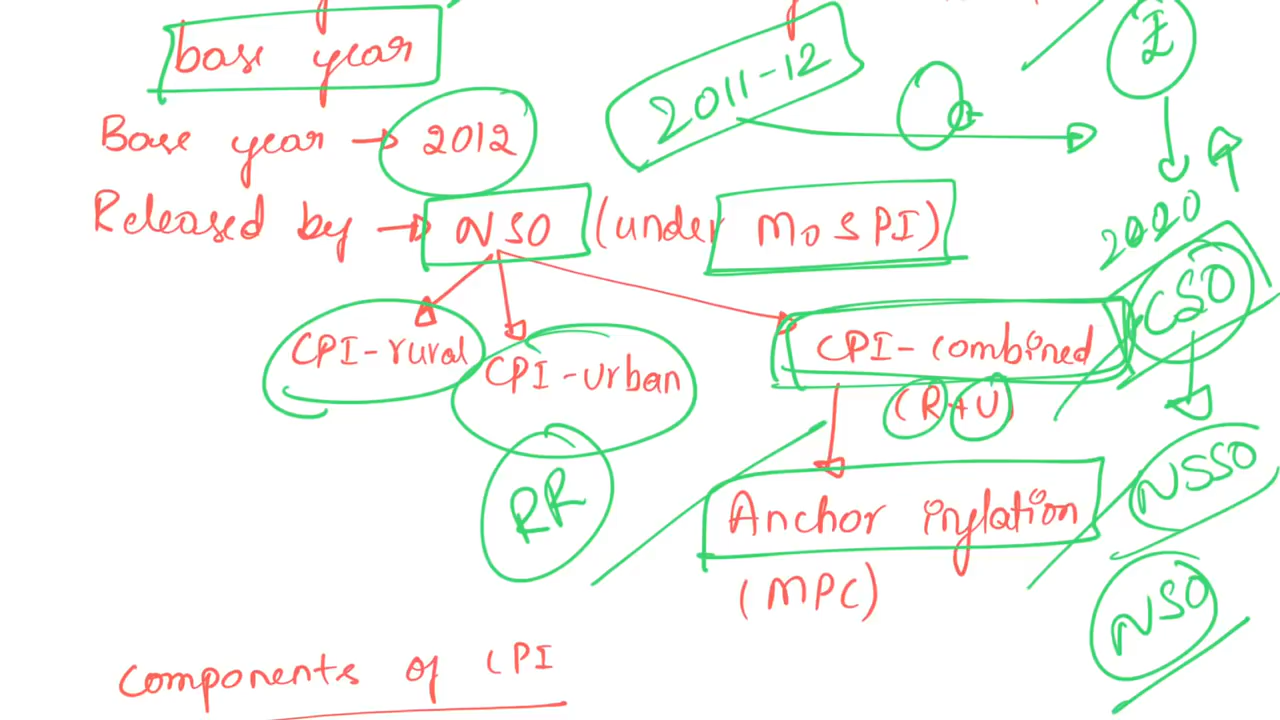 base year
2011-12
Base year → 2012
Released by → NSO (under MoSPI)
2000
CSO
CPI-rural
CPI-urban
CPI-combined
(R+U)
NSSO
RR
Anchor inflation
(MPC)
NSO
Components of CPI